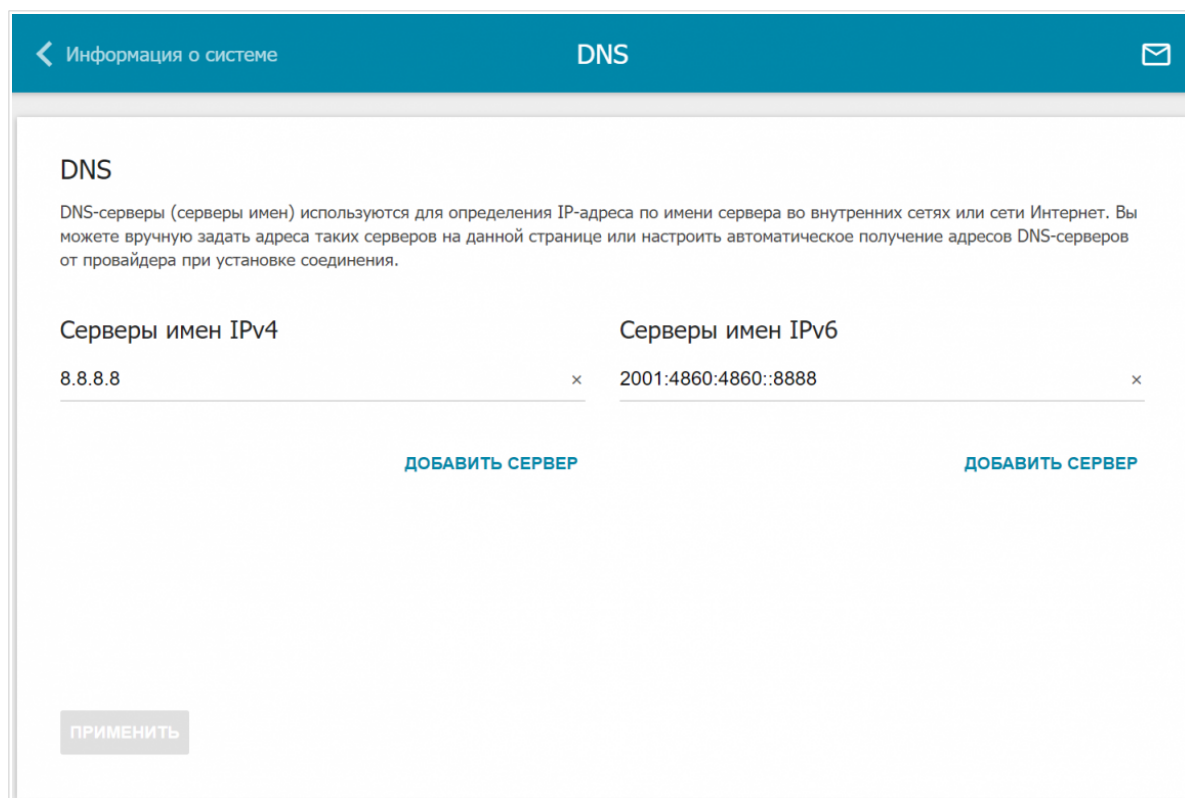 Информация о системе
DNS
DNS
DNS-серверы (серверы имен) используются для определения IP-адреса по имени сервера во внутренних сетях или сети Интернет. Вы
можете вручную задать адреса таких серверов на данной странице или настроить автоматическое получение адресов DNS-серверов
от провайдера при установке соединения.
Серверы имен IPv4
8.8.8.8
ДОБАВИТЬ СЕРВЕР
Серверы имен IPv6
2001:4860:4860::8888
ДОБАВИТЬ СЕРВЕР
ПРИМЕНИТЬ